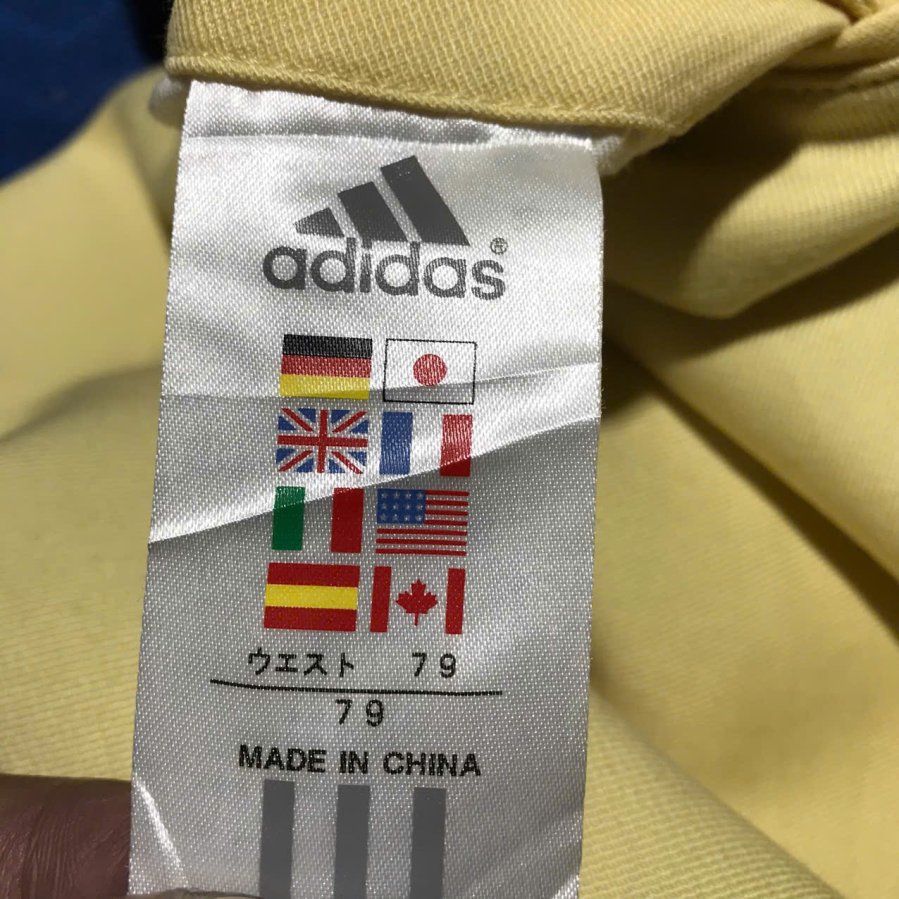 adidas®
ウエスト 79
79
MADE IN CHINA